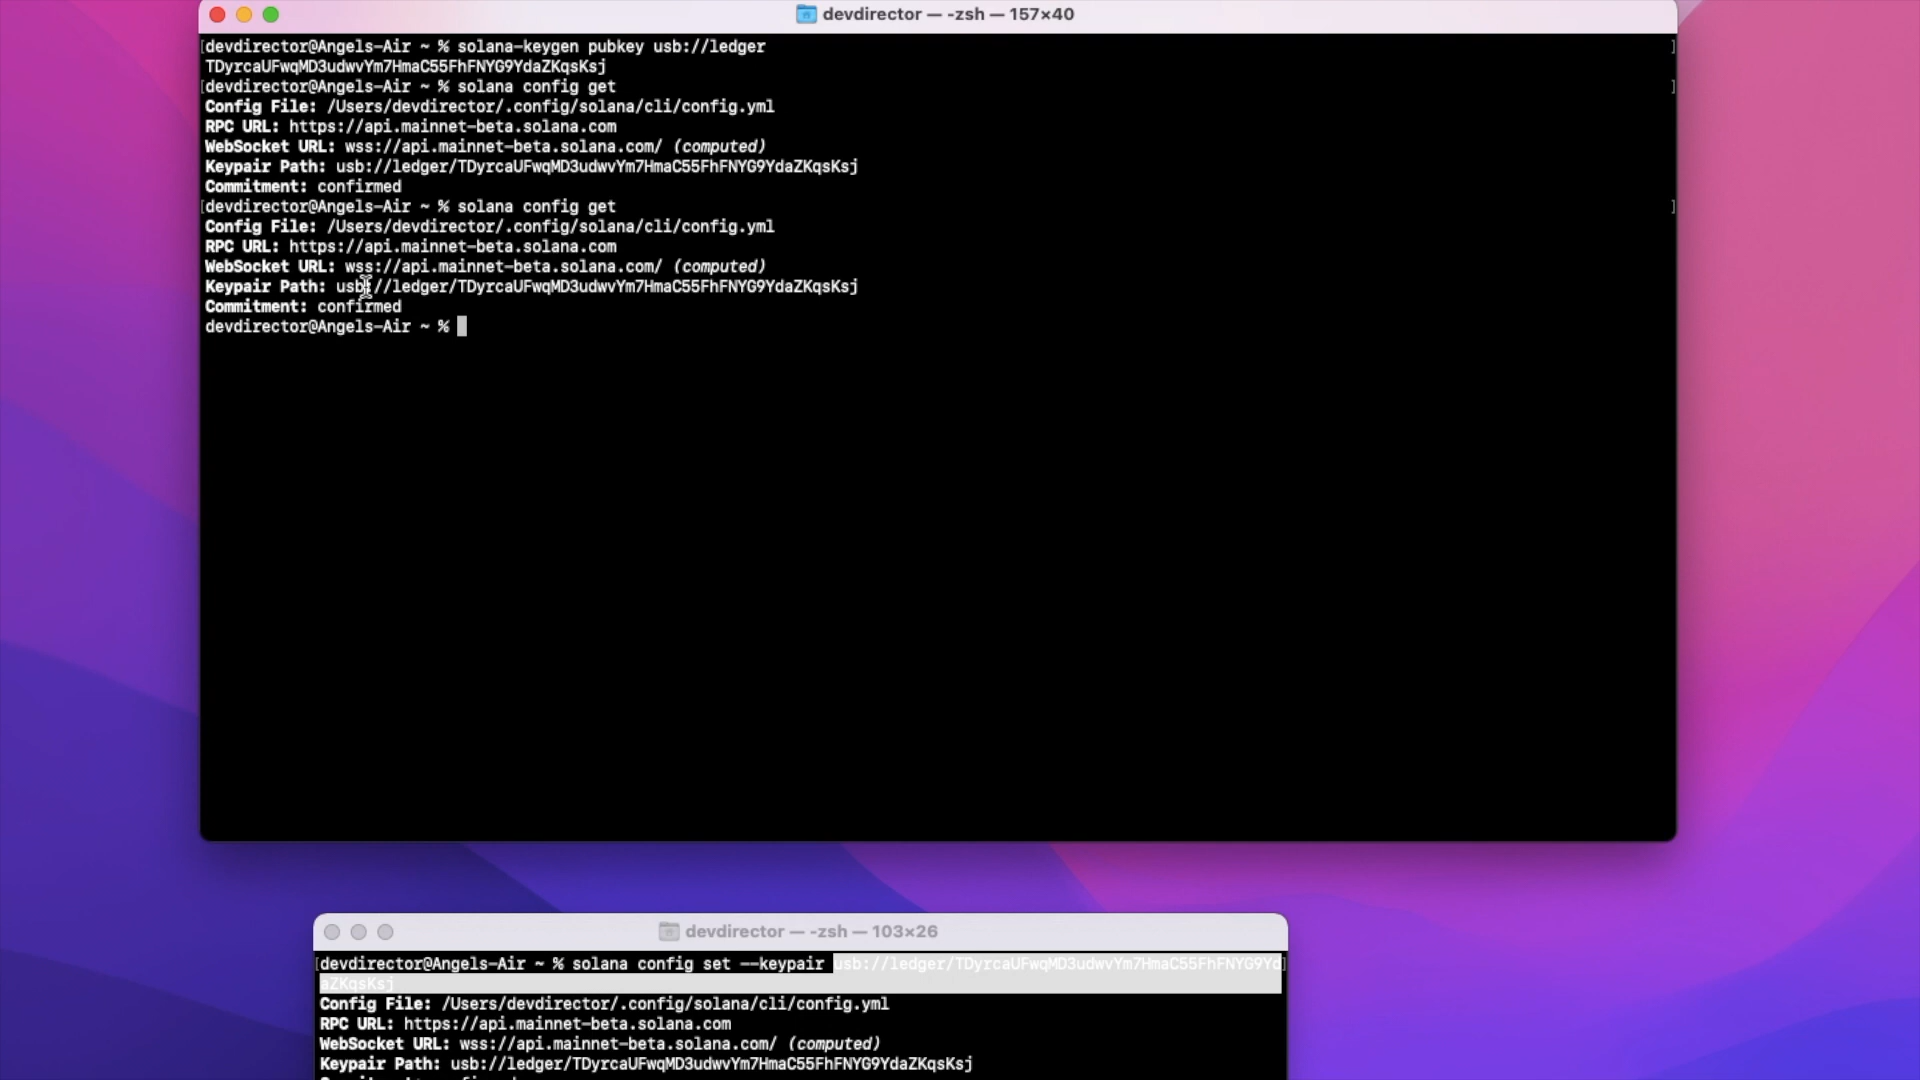 devdirector — -zsh — 157×40
devdirector@Angels-Air ~ % solana-keygen pubkey usb://ledger
TDyrcaUFwqMD3udwvYm7HmaC55FhFNYG9YdaZKqsKsj
devdirector@Angels-Air ~ % solana config get
Config File: /Users/devdirector/.config/solana/cli/config.yml
RPC URL: https://api.mainnet-beta.solana.com
WebSocket URL: wss://api.mainnet-beta.solana.com/ (computed)
Keypair Path: usb://ledger/TDyrcaUFwqMD3udwvYm7HmaC55FhFNYG9YdaZKqsKsj
Commitment: confirmed
devdirector@Angels-Air ~ % solana config get
Config File: /Users/devdirector/.config/solana/cli/config.yml
RPC URL: https://api.mainnet-beta.solana.com
WebSocket URL: wss://api.mainnet-beta.solana.com/ (computed)
Keypair Path: usb://ledger/TDyrcaUFwqMD3udwvYm7HmaC55FhFNYG9YdaZKqsKsj
Commitment: confirmed
devdirector@Angels-Air ~ %
devdirector — -zsh — 103×26
devdirector@Angels-Air ~ % solana config set --keypair usb://ledger/TDyrcaUFwqMD3udwvYm7HmaC55FhFNYG9Yd
aZKqsKsj
Config File: /Users/devdirector/.config/solana/cli/config.yml
RPC URL: https://api.mainnet-beta.solana.com
WebSocket URL: wss://api.mainnet-beta.solana.com/ (computed)
Keypair Path: usb://ledger/TDyrcaUFwqMD3udwvYm7HmaC55FhFNYG9YdaZKqsKsj